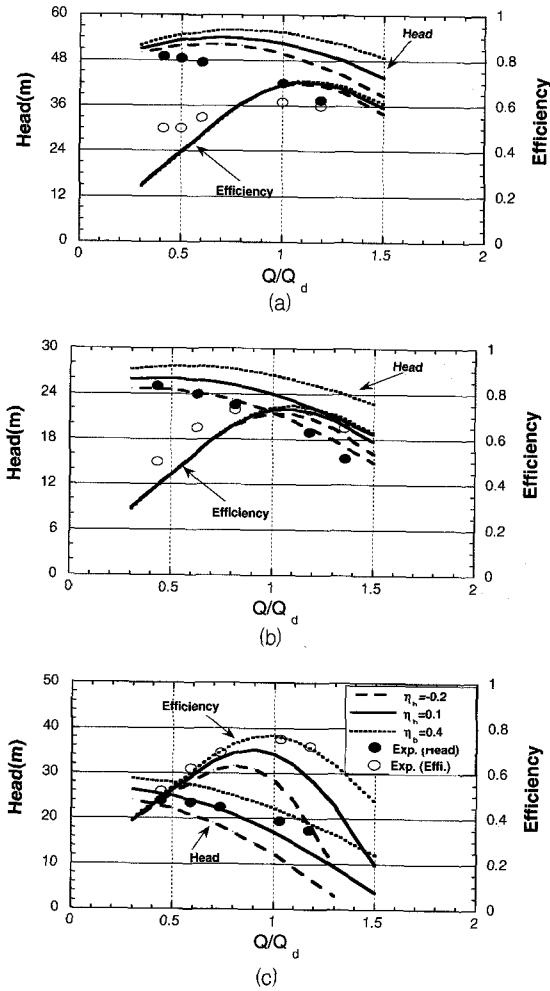 60
48
36
24
12
0
Head(m)
1
0.8
0.6
0.4
0.2
0
Efficiency
Head
Efficiency
0
0.5
1
1.5
2
Q/Q d
(a)
30
24
18
12
6
0
Head(m)
1
0.8
0.6
0.4
0.2
0
Efficiency
Head
Efficiency
0
0.5
1
1.5
2
Q/Q d
(b)
50
40
30
20
10
0
Head(m)
1
0.8
0.6
0.4
0.2
0
Efficiency
Efficiency
Head
η b =-0.2
η b =0.1
η b =0.4
Exp. (Head)
Exp. (Effi.)
0
0.5
1
1.5
2
Q/Q d
(c)